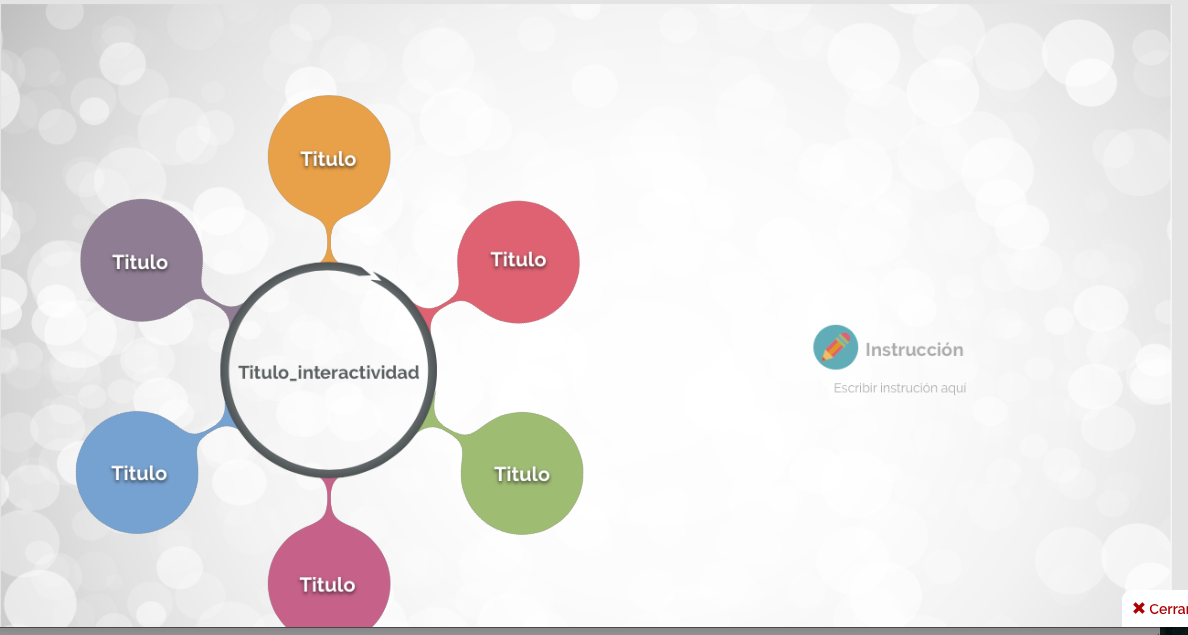 Titulo
Titulo
Titulo
Titulo_interactividad
Titulo
Titulo
Titulo
Instrucción
Escribir instrución aqui
Cerrar